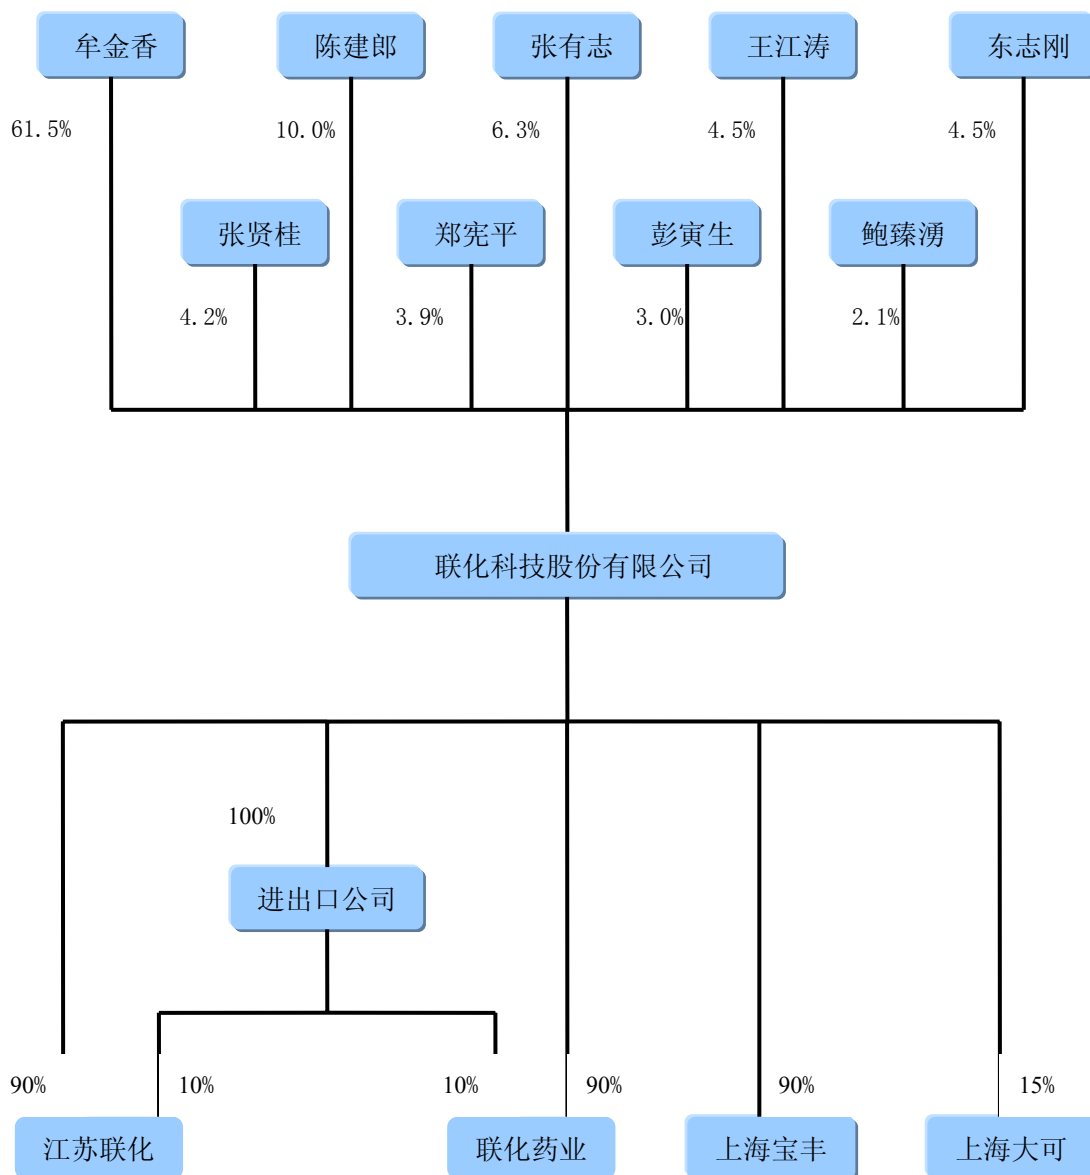 牟金香
陈建郎
张有志
王江涛
东志刚
61.5%
10.0%
6.3%
4.5%
4.5%
张贤桂
郑宪平
彭寅生
鲍臻湧
4.2%
3.9%
3.0%
2.1%
联化科技股份有限公司
100%
进出口公司
90%
10%
10%
90%
90%
15%
江苏联化
联化药业
上海宝丰
上海大可